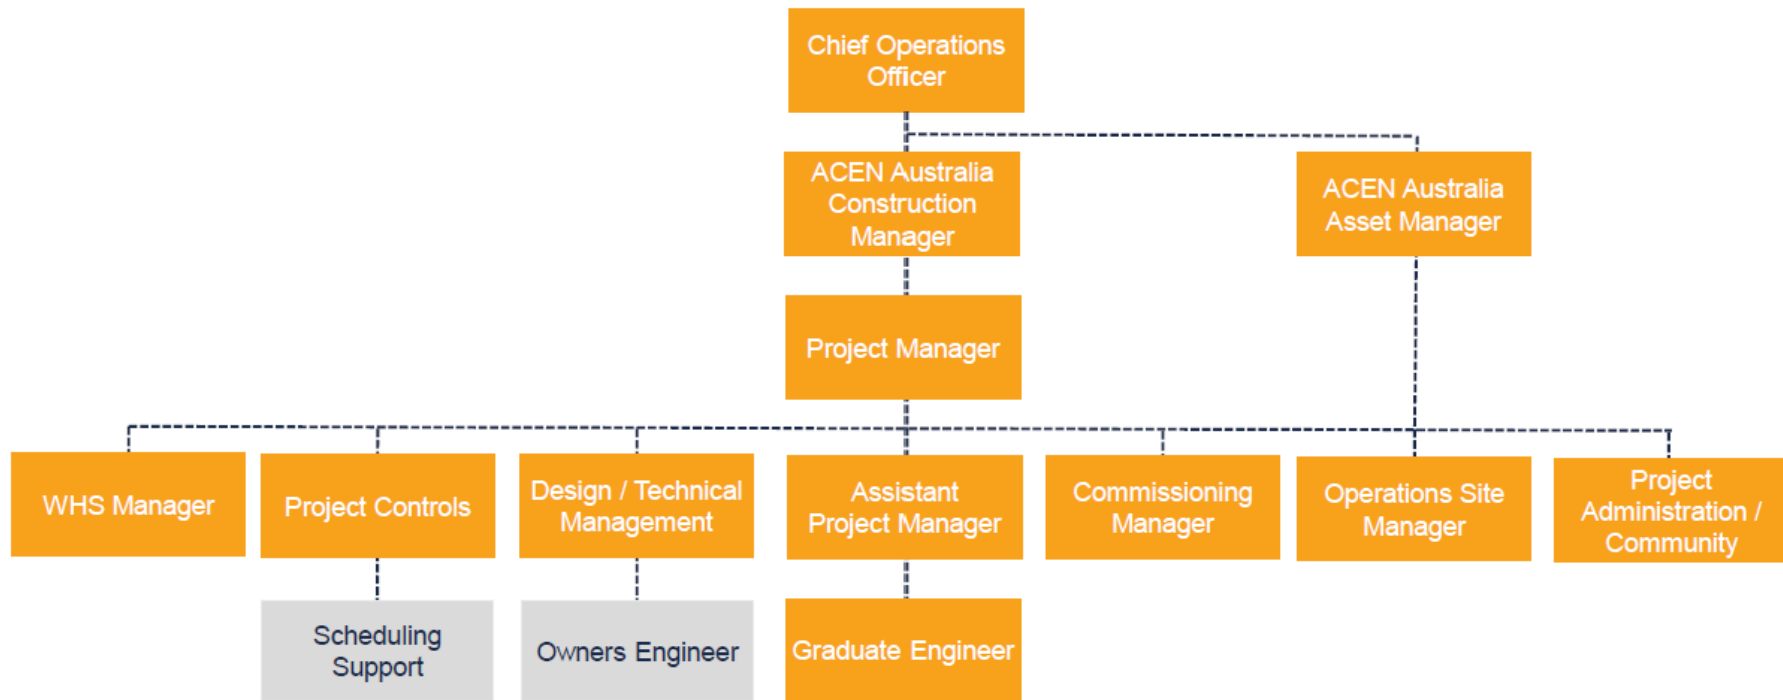 Chief Operations
Officer
ACEN Australia
Construction
Manager
ACEN Australia
Asset Manager
Project Manager
WHS Manager
Project Controls
Design / Technical
Management
Assistant
Project Manager
Commissioning
Manager
Operations Site
Manager
Project
Administration /
Community
Scheduling
Support
Owners Engineer
Graduate Engineer